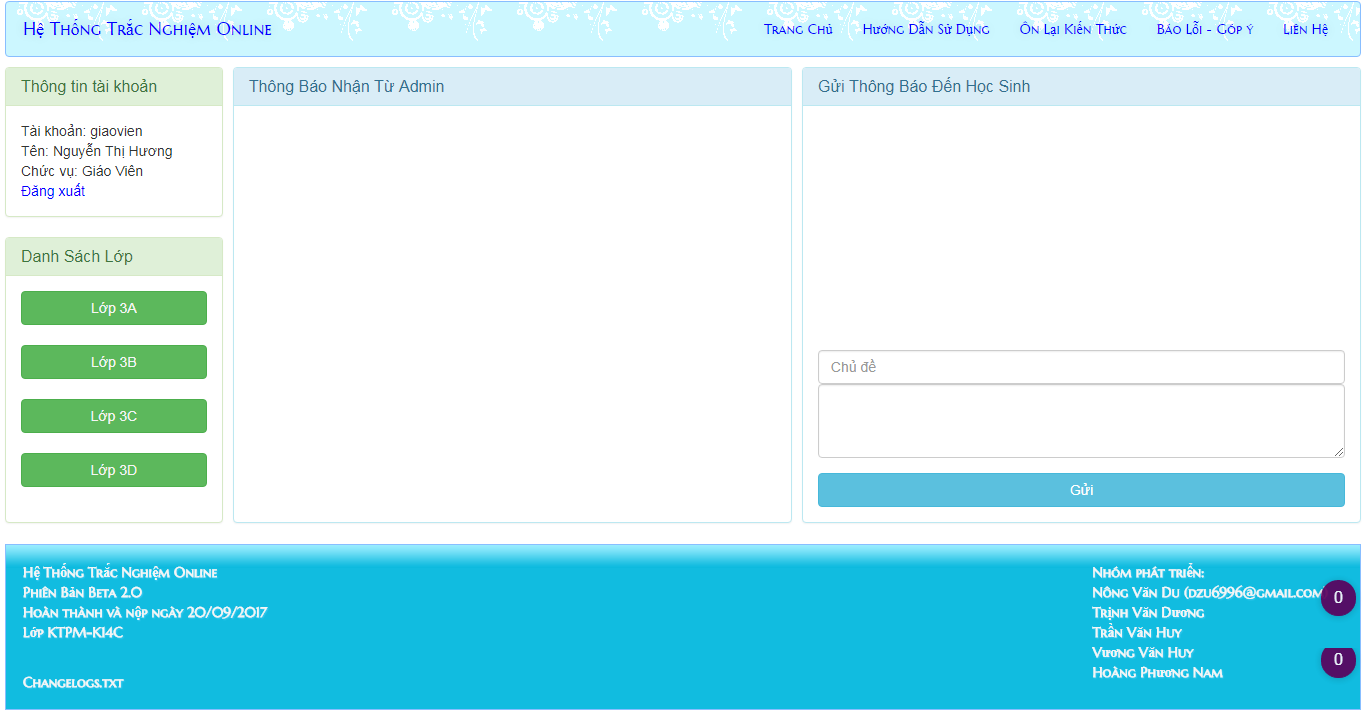 Hệ Thống Trắc Nghiệm Online
Trang Chủ
Hướng Dẫn Sử Dụng
Ôn Lại Kiến Thức
Báo Lỗi - Góp ý
Liên Hệ
Thông tin tài khoản
Tài khoản: giaovien
Tên: Nguyễn Thị Hương
Chức vụ: Giáo Viên
Đăng xuất
Danh Sách Lớp
Lớp 3A
Lớp 3B
Lớp 3C
Lớp 3D
Thông Báo Nhận Từ Admin
Gửi Thông Báo Đến Học Sinh
Chủ đề
Gửi
Hệ Thống Trắc Nghiệm Online
Phiên Bản Beta 2.0
Hoàn thành và nộp ngày 20/09/2017
Lớp KTPM-K14C
Changelogs.txt
Nhóm phát triển:
Nông Văn Du (dzu6996@gmail.com
Trịnh Văn Dương
Trần Văn Huy
Vương Văn Huy
Hoàng Phương Nam
0
0